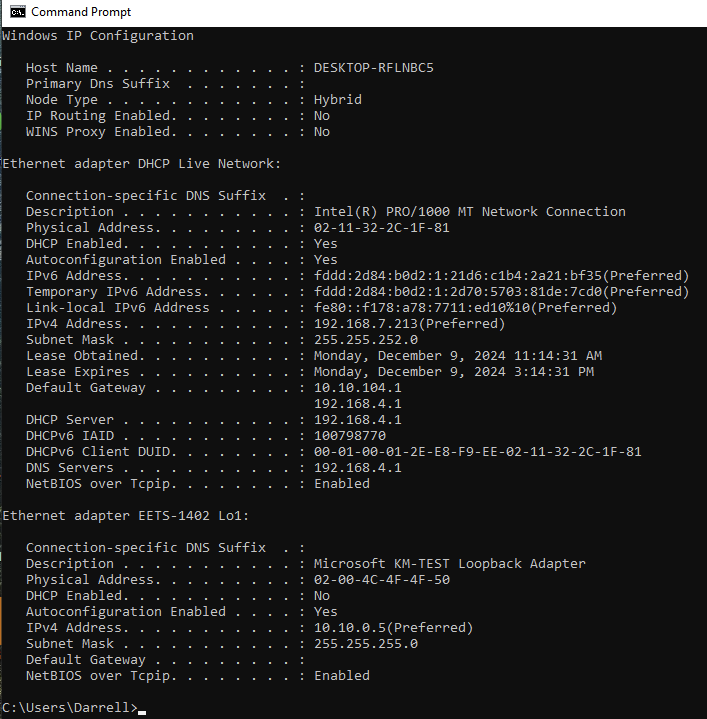 Command Prompt
Windows IP Configuration
Host Name . . . . . . . . . . . . : DESKTOP-RFLNBC5
Primary Dns Suffix  . . . . . . . :
Node Type . . . . . . . . . . . . : Hybrid
IP Routing Enabled. . . . . . . . : No
WINS Proxy Enabled. . . . . . . . : No
Ethernet adapter DHCP Live Network:
Connection-specific DNS Suffix  . :
Description . . . . . . . . . . . : Intel(R) PRO/1000 MT Network Connection
Physical Address. . . . . . . . . : 02-11-32-2C-1F-81
DHCP Enabled. . . . . . . . . . . : Yes
Autoconfiguration Enabled . . . . : Yes
IPv6 Address. . . . . . . . . . . : fddd:2d84:b0d2:1:21d6:c1b4:2a21:bf35(Preferred)
Temporary IPv6 Address. . . . . . : fddd:2d84:b0d2:1:2d70:5703:81de:7cd0(Preferred)
Link-local IPv6 Address . . . . . : fe80::f178:a78:7711:ed10%10(Preferred)
IPv4 Address. . . . . . . . . . . : 192.168.7.213(Preferred)
Subnet Mask . . . . . . . . . . . : 255.255.252.0
Lease Obtained. . . . . . . . . . : Monday, December 9, 2024 11:14:31 AM
Lease Expires . . . . . . . . . . : Monday, December 9, 2024 3:14:31 PM
Default Gateway . . . . . . . . . : 10.10.104.1
192.168.4.1
DHCP Server . . . . . . . . . . . : 192.168.4.1
DHCPv6 IAID . . . . . . . . . . . : 100798770
DHCPv6 Client DUID. . . . . . . . : 00-01-00-01-2E-E8-F9-EE-02-11-32-2C-1F-81
DNS Servers . . . . . . . . . . . : 192.168.4.1
NetBIOS over Tcpip. . . . . . . . : Enabled
Ethernet adapter EETS-1402 Lo1:
Connection-specific DNS Suffix  . :
Description . . . . . . . . . . . : Microsoft KM-TEST Loopback Adapter
Physical Address. . . . . . . . . : 02-00-4C-4F-4F-50
DHCP Enabled. . . . . . . . . . . : No
Autoconfiguration Enabled . . . . : Yes
IPv4 Address. . . . . . . . . . . : 10.10.0.5(Preferred)
Subnet Mask . . . . . . . . . . . : 255.255.255.0
Default Gateway . . . . . . . . . :
NetBIOS over Tcpip. . . . . . . . : Enabled
C:\Users\Darrell>